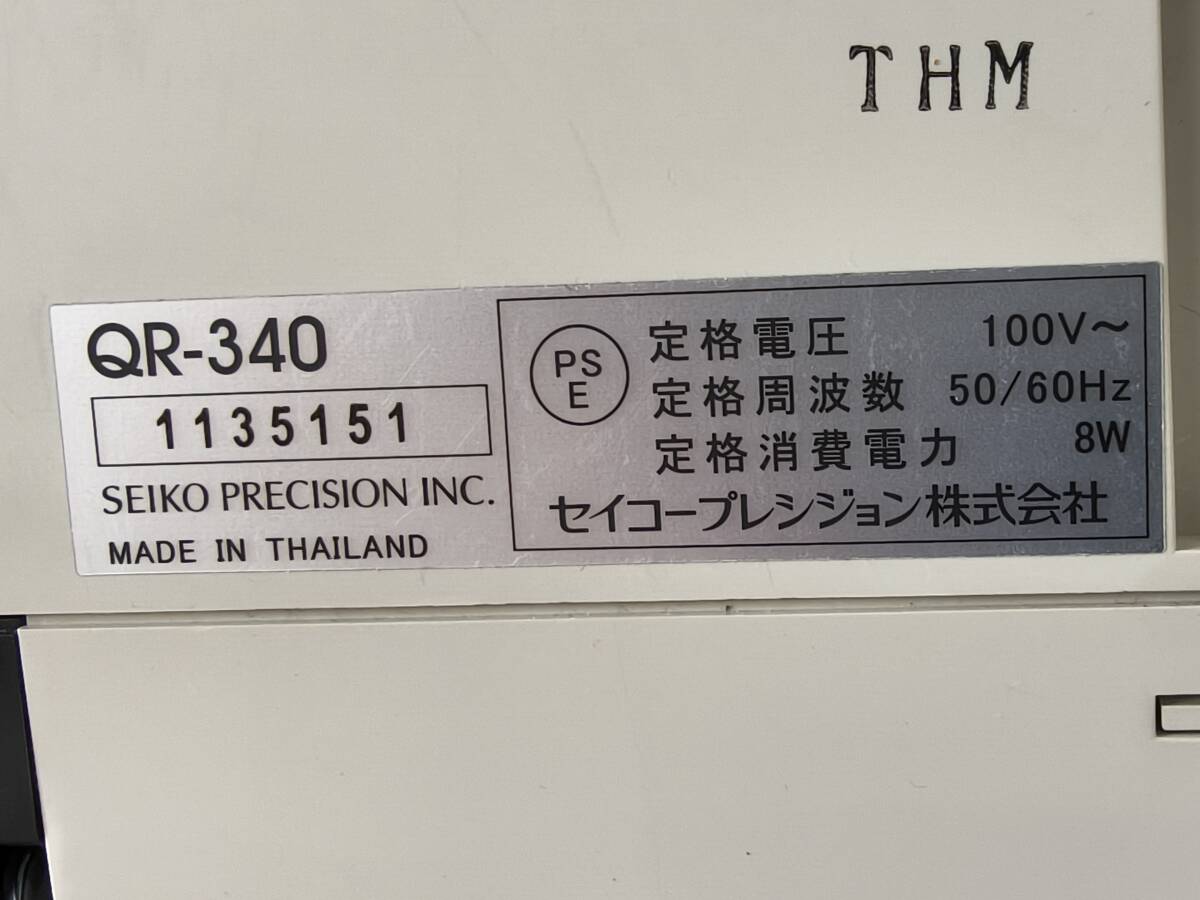 THM
QR-340
1135151
SEIKO PRECISION INC.
MADE IN THAILAND
PS
E
定格電圧 100V～
定格周波数 50/60Hz
定格消費電力 8W
セイコープレシジョン株式会社